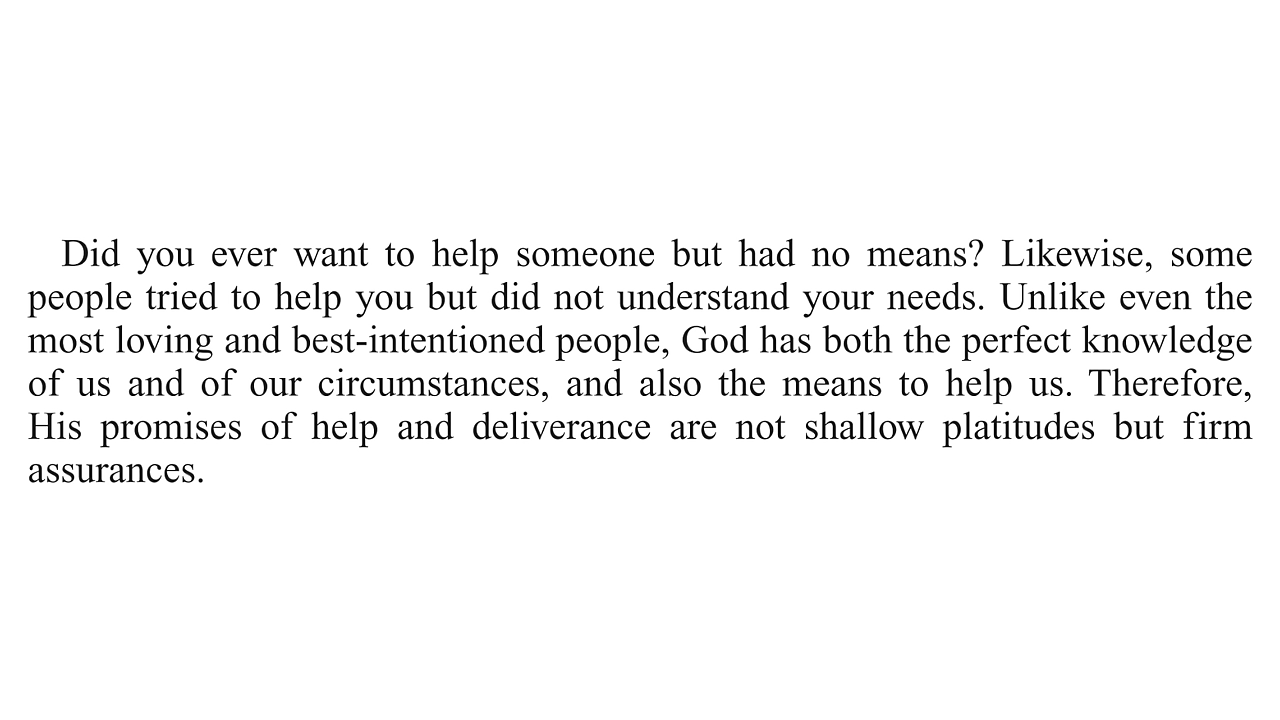 Did you ever want to help someone but had no means? Likewise, some
people tried to help you but did not understand your needs. Unlike even the
most loving and best-intentioned people, God has both the perfect knowledge
of us and of our circumstances, and also the means to help us. Therefore,
His promises of help and deliverance are not shallow platitudes but firm
assurances.